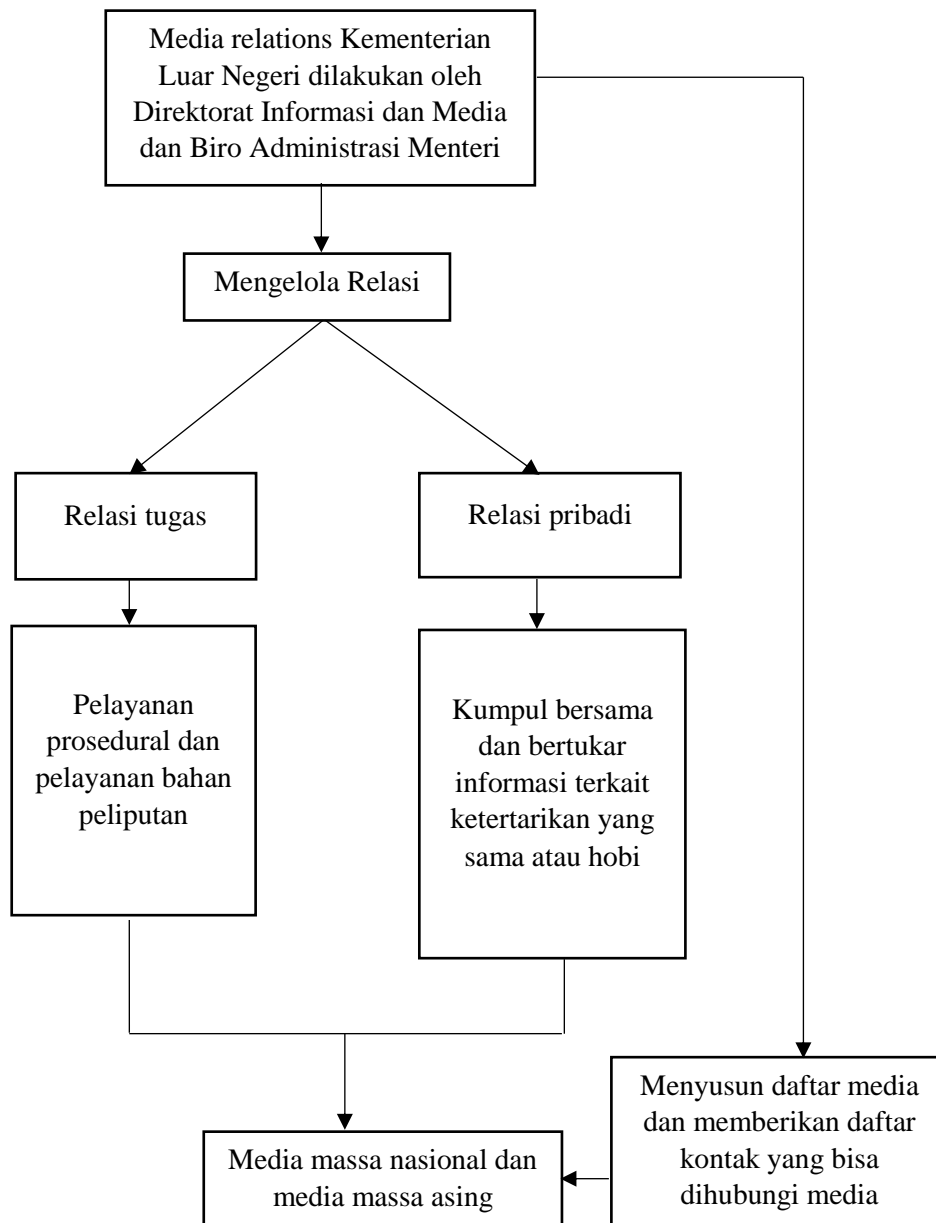 Media relations Kementerian
Luar Negeri dilakukan oleh
Direktorat Informasi dan Media
dan Biro Administrasi Menteri
Mengelola Relasi
Relasi tugas
Relasi pribadi
Pelayanan
prosedural dan
pelayanan bahan
peliputan
Kumpul bersama
dan bertukar
informasi terkait
ketertarikan yang
sama atau hobi
Menyusun daftar media
dan memberikan daftar
kontak yang bisa
dihubungi media
Media massa nasional dan
media massa asing